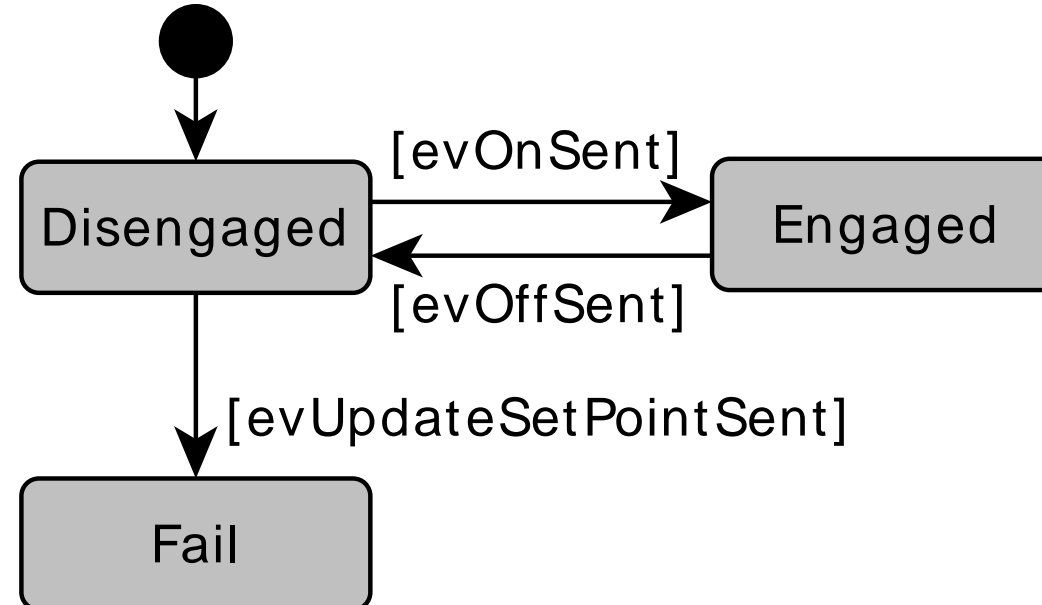 [evOnSent]
Disengaged
Engaged
[evOffSent]
[evUpdateSetPointSent]
Fail